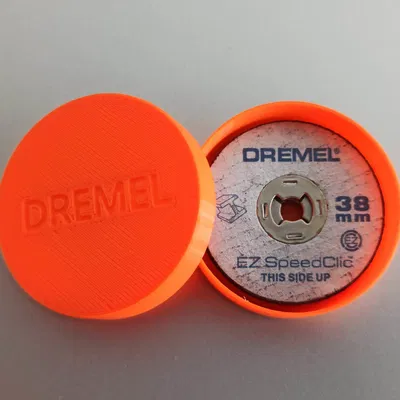 DREMEL
DREMEL®
38
mm
EZ SpeedClic
THIS SIDE UP